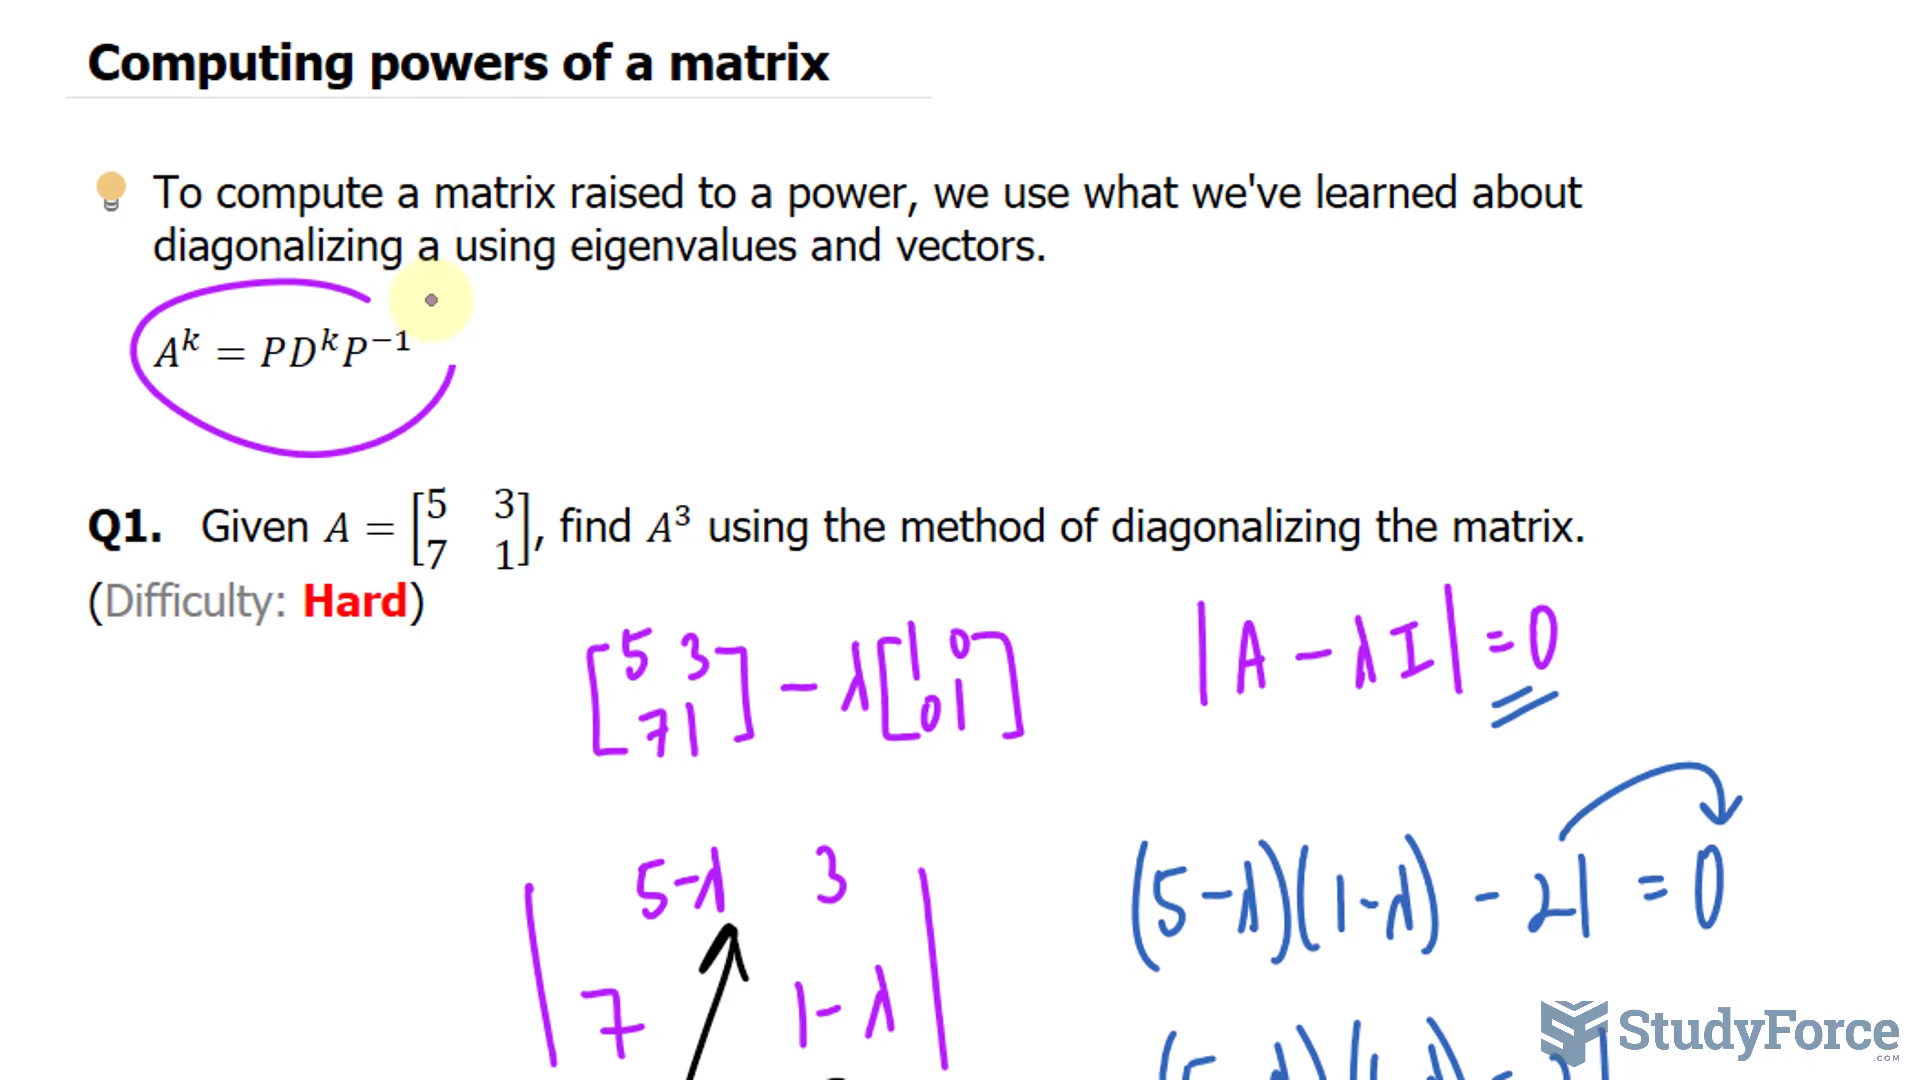 Computing powers of a matrix
To compute a matrix raised to a power, we use what we've learned about
diagonalizing a using eigenvalues and vectors.
A^k = PD^kP^−1
Q1. Given A = [5 3; 7 1], find A^3 using the method of diagonalizing the matrix.
(Difficulty: Hard)
[5 3; 7 1] − λ[1 0; 0 1]
|A − λI| = 0
|5−λ 3; 7 1−λ|
(5−λ)(1−λ) − 21 = 0
StudyForce
.COM